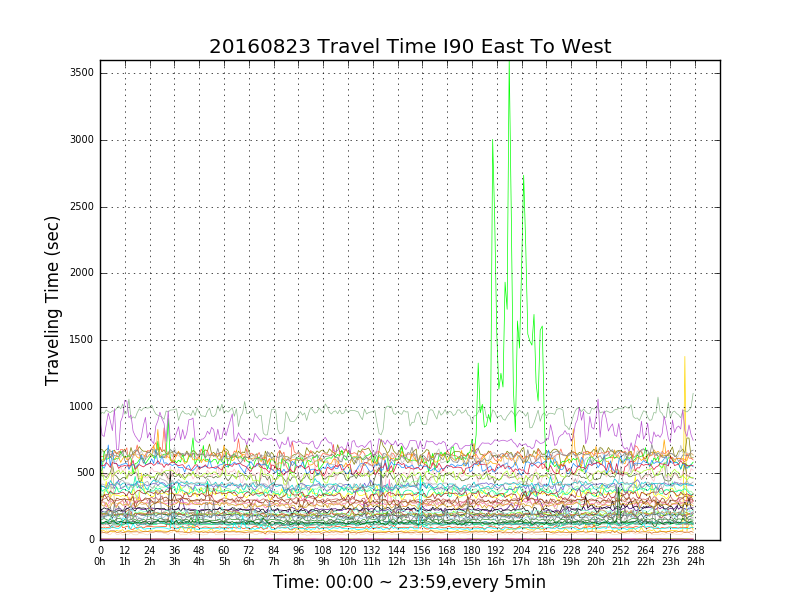 20160823 Travel Time I90 East To West
Traveling Time (sec)
3500
3000
2500
2000
1500
1000
500
0
0 12 24 36 48 60 72 84 96 108 120 132 144 156 168 180 192 204 216 228 240 252 264 276 288
0h 1h 2h 3h 4h 5h 6h 7h 8h 9h 10h 11h 12h 13h 14h 15h 16h 17h 18h 19h 20h 21h 22h 23h 24h
Time: 00:00 ~ 23:59,every 5min